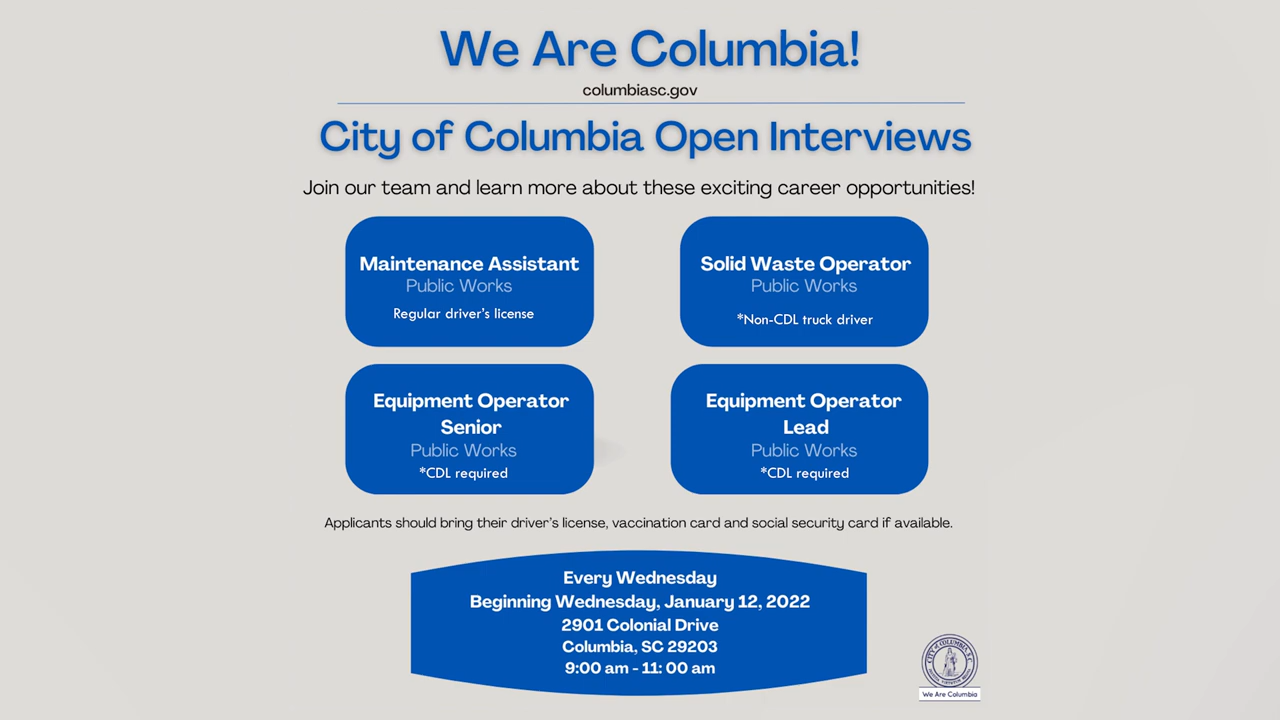 We Are Columbia!
columbiasc.gov
City of Columbia Open Interviews
Join our team and learn more about these exciting career opportunities!
Maintenance Assistant
Public Works
Regular driver's license
Solid Waste Operator
Public Works
*Non-CDL truck driver
Equipment Operator
Senior
Public Works
*CDL required
Equipment Operator
Lead
Public Works
*CDL required
Applicants should bring their driver's license, vaccination card and social security card if available.
Every Wednesday
Beginning Wednesday, January 12, 2022
2901 Colonial Drive
Columbia, SC 29203
9:00 am - 11: 00 am
CITY of COLUMBIA, S.C.
We Are Columbia